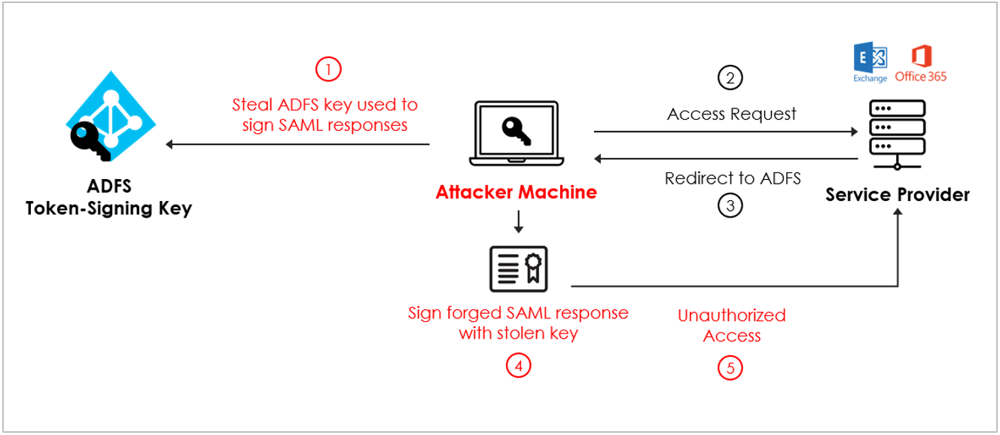 1
Steal ADFS key used to
sign SAML responses
ADFS
Token-Signing Key
Attacker Machine
2
Access Request
Redirect to ADFS
3
E
Exchange
Office 365
Service Provider
Sign forged SAML response
with stolen key
4
Unauthorized
Access
5